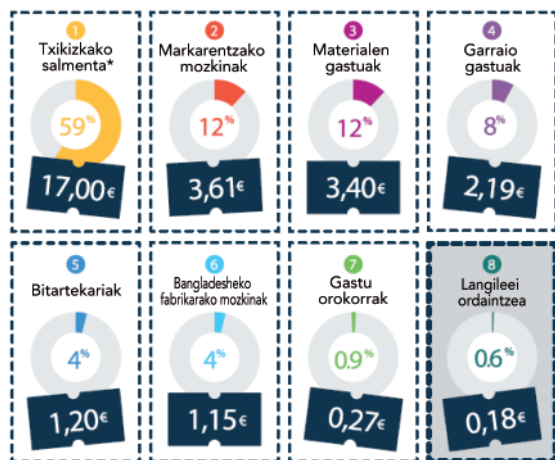 1
Txikizkako
salmenta*
59%
17,00€
2
Markarentzako
mozkinak
12%
3,61€
3
Materialen
gastuak
12%
3,40€
4
Garraio
gastuak
8%
2,19€
5
Bitartekariak
4%
1,20€
6
Bangladesheko
fabrikarako mozkinak
4%
1,15€
7
Gastu
orokorrak
0.9%
0,27€
8
Langileei
ordaintzea
0.6%
0,18€